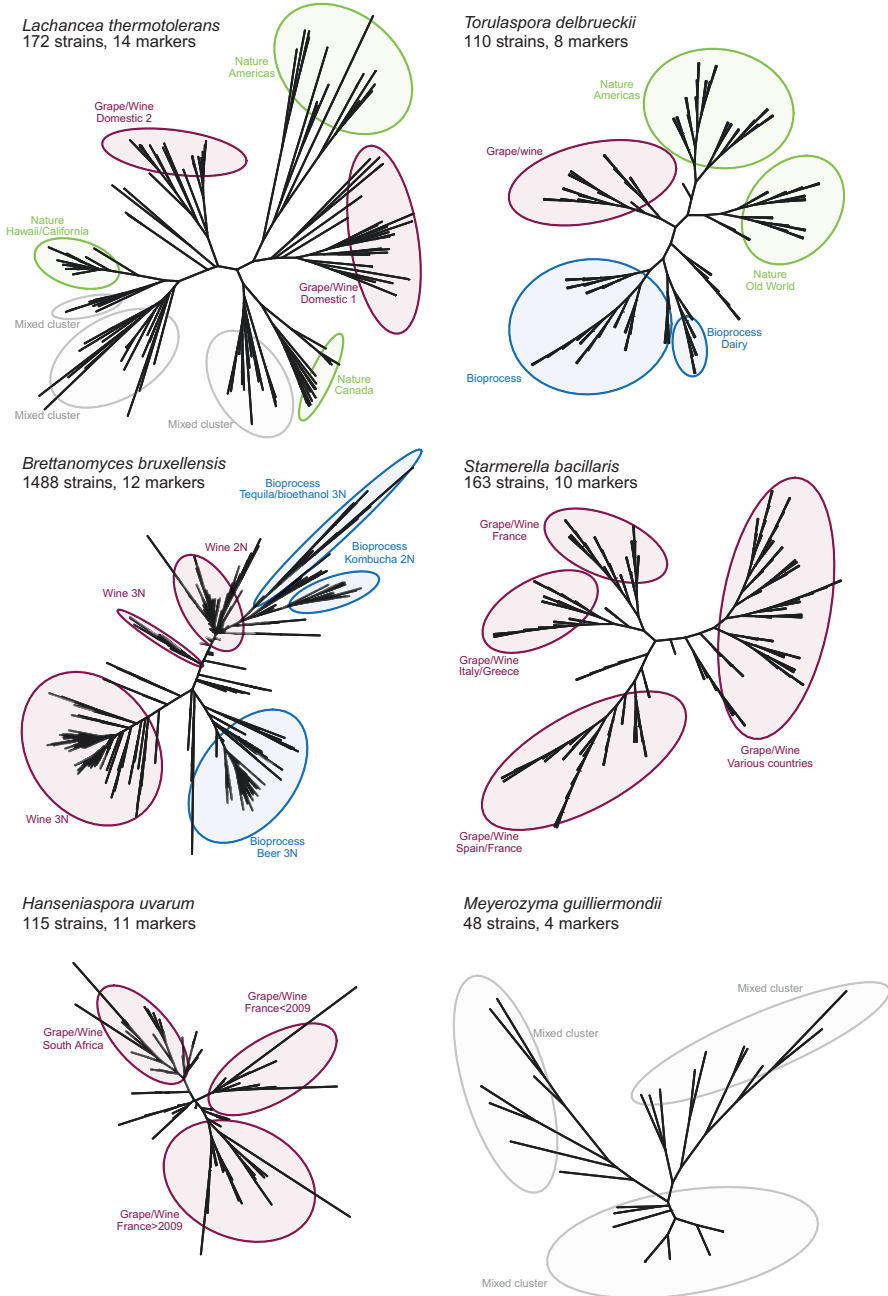 Lachancea thermotolerans
172 strains, 14 markers
Nature
Americas
Grape/Wine
Domestic 2
Nature
Hawaii/California
Grape/Wine
Domestic 1
Mixed cluster
Mixed cluster
Mixed cluster
Nature
Canada
Torulaspora delbrueckii
110 strains, 8 markers
Nature
Americas
Grape/wine
Nature
Old World
Bioprocess
Dairy
Bioprocess
Brettanomyces bruxellensis
1488 strains, 12 markers
Bioprocess
Tequila/bioethanol 3N
Wine 2N
Bioprocess
Kombucha 2N
Wine 3N
Wine 3N
Bioprocess
Beer 3N
Starmerella bacillaris
163 strains, 10 markers
Grape/Wine
France
Grape/Wine
Italy/Greece
Grape/Wine
Various countries
Grape/Wine
Spain/France
Hanseniaspora uvarum
115 strains, 11 markers
Grape/Wine
France<2009
Grape/Wine
South Africa
Grape/Wine
France>2009
Meyerozyma guilliermondii
48 strains, 4 markers
Mixed cluster
Mixed cluster
Mixed cluster